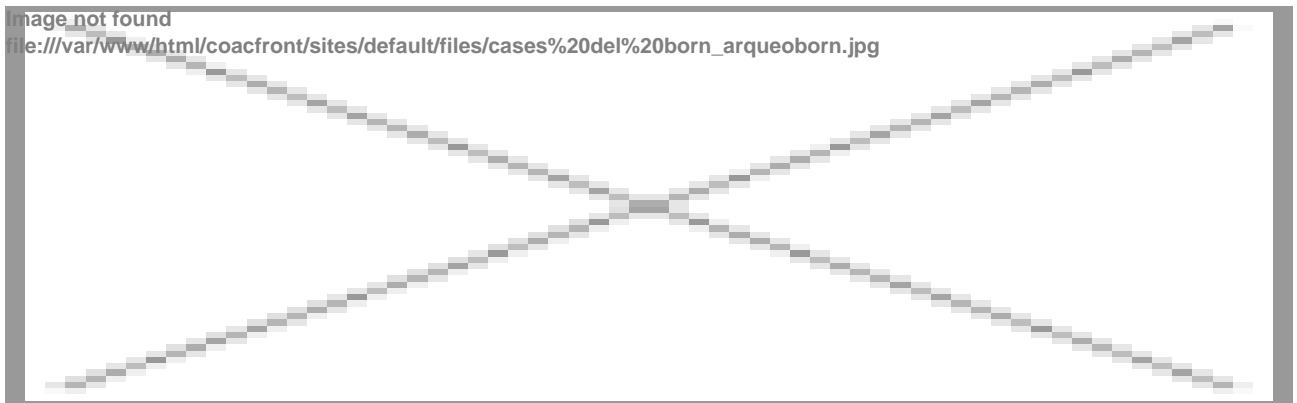 Image not found
file:///var/www/html/coacfront/sites/default/files/cases%20del%20born_arqueoborn.jpg